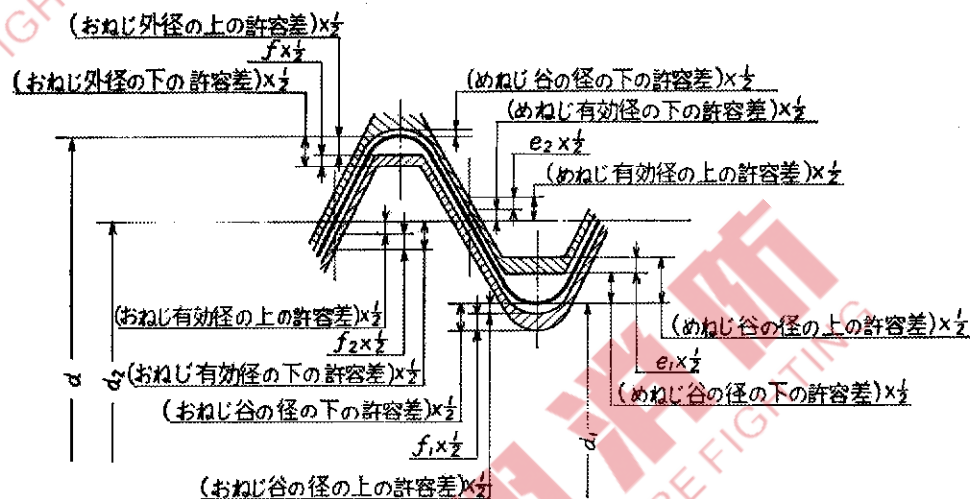 (おねじ外径の上の許容差)×1/2
f×1/2
(おねじ外径の下の許容差)×1/2
(めねじ谷の径の下の許容差)×1/2
(めねじ有効径の下の許容差)×1/2
e₂×1/2
(めねじ有効径の上の許容差)×1/2
(おねじ有効径の上の許容差)×1/2
f₂×1/2
(おねじ有効径の下の許容差)×1/2
(おねじ谷の径の下の許容差)×1/2
f₁×1/2
(おねじ谷の径の上の許容差)×1/2
(めねじ谷の径の上の許容差)×1/2
e₁×1/2
(めねじ谷の径の下の許容差)×1/2
d
d₂
d₁
消防
RE FIGHTING